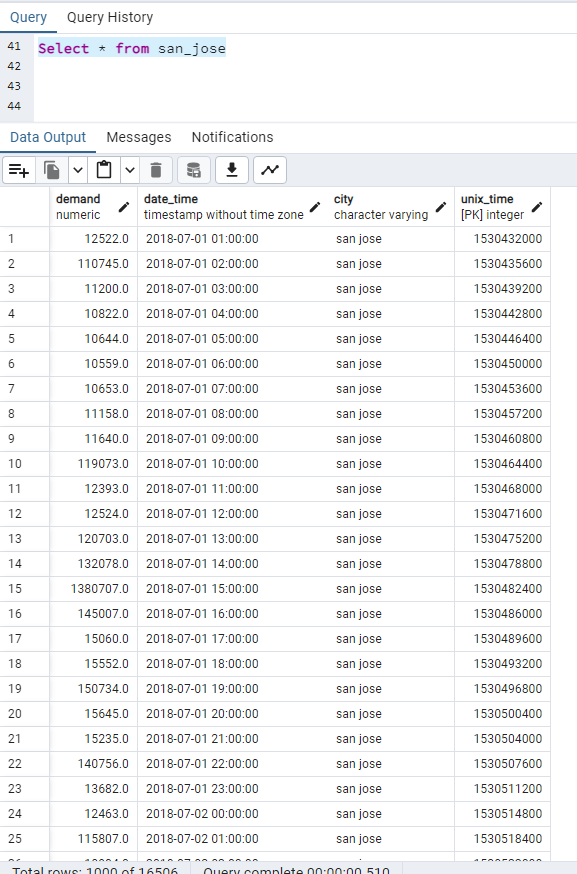 Query Query History
41 Select * from san_jose
42
43
44
Data Output Messages Notifications
demand date_time city unix_time
numeric timestamp without time zone character varying [PK] integer
1 12522.0 2018-07-01 01:00:00 san jose 1530432000
2 110745.0 2018-07-01 02:00:00 san jose 1530435600
3 11200.0 2018-07-01 03:00:00 san jose 1530439200
4 10822.0 2018-07-01 04:00:00 san jose 1530442800
5 10644.0 2018-07-01 05:00:00 san jose 1530446400
6 10559.0 2018-07-01 06:00:00 san jose 1530450000
7 10653.0 2018-07-01 07:00:00 san jose 1530453600
8 11158.0 2018-07-01 08:00:00 san jose 1530457200
9 11640.0 2018-07-01 09:00:00 san jose 1530460800
10 119073.0 2018-07-01 10:00:00 san jose 1530464400
11 12393.0 2018-07-01 11:00:00 san jose 1530468000
12 12524.0 2018-07-01 12:00:00 san jose 1530471600
13 120703.0 2018-07-01 13:00:00 san jose 1530475200
14 132078.0 2018-07-01 14:00:00 san jose 1530478800
15 1380707.0 2018-07-01 15:00:00 san jose 1530482400
16 145007.0 2018-07-01 16:00:00 san jose 1530486000
17 15060.0 2018-07-01 17:00:00 san jose 1530489600
18 15552.0 2018-07-01 18:00:00 san jose 1530493200
19 150734.0 2018-07-01 19:00:00 san jose 1530496800
20 15645.0 2018-07-01 20:00:00 san jose 1530500400
21 15235.0 2018-07-01 21:00:00 san jose 1530504000
22 140756.0 2018-07-01 22:00:00 san jose 1530507600
23 13682.0 2018-07-01 23:00:00 san jose 1530511200
24 12463.0 2018-07-02 00:00:00 san jose 1530514800
25 115807.0 2018-07-02 01:00:00 san jose 1530518400
Total rows: 1000 of 16506 Query complete 00:00:00.510